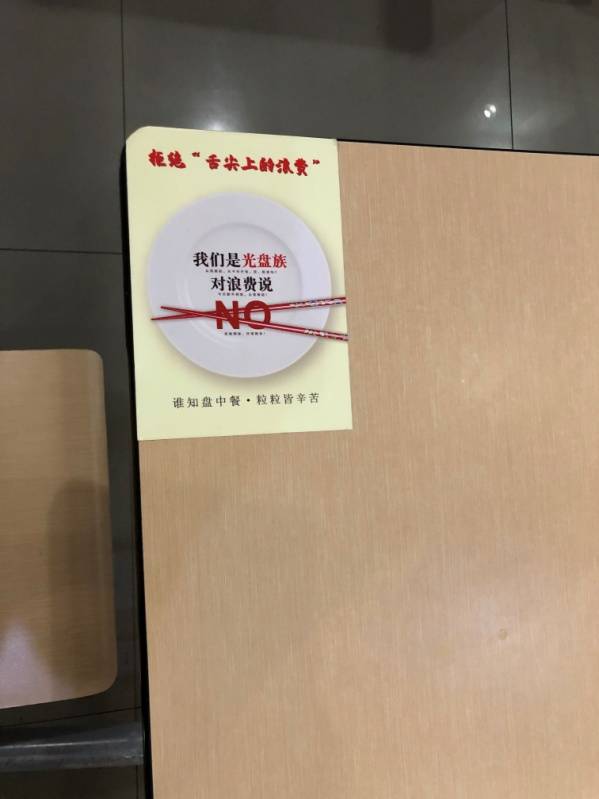 拒绝“舌尖上的浪费”
我们是光盘族
对浪费说
NO
谁知盘中餐·粒粒皆辛苦